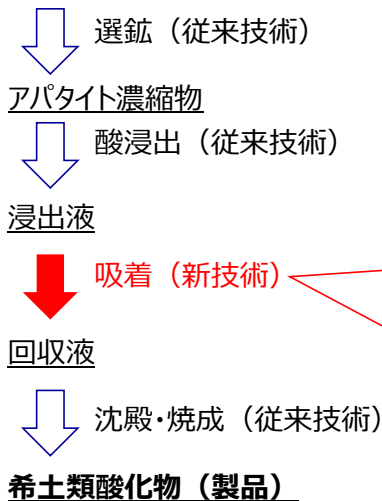 選鉱（従来技術）
アパタイト濃縮物
酸浸出（従来技術）
浸出液
吸着（新技術）
回収液
沈殿・焼成（従来技術）
希土類酸化物（製品）